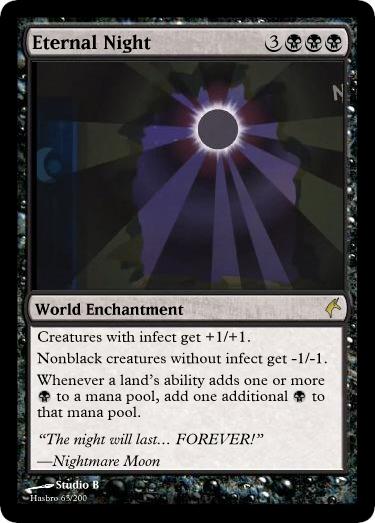 Eternal Night 3
N
World Enchantment
Creatures with infect get +1/+1.
Nonblack creatures without infect get -1/-1.
Whenever a land's ability adds one or more
to a mana pool, add one additional to
that mana pool.
"The night will last… FOREVER!"
—Nightmare Moon
Studio B
Hasbro 65/200